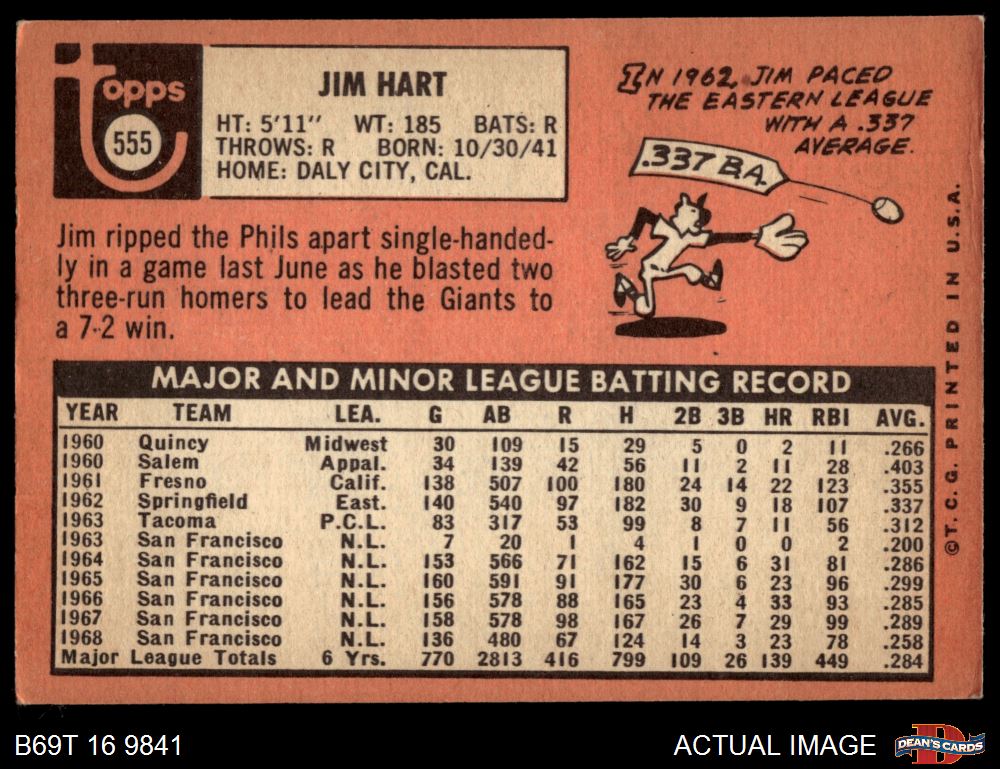 topps
555
JIM HART
HT: 5'11" WT: 185 BATS: R
THROWS: R BORN: 10/30/41
HOME: DALY CITY, CAL.
IN 1962, JIM PACED
THE EASTERN LEAGUE
WITH A .337
AVERAGE.
.337 B.A.
Jim ripped the Phils apart single-handed-
ly in a game last June as he blasted two
three-run homers to lead the Giants to
a 7-2 win.
MAJOR AND MINOR LEAGUE BATTING RECORD
YEAR TEAM LEA. G AB R H 2B 3B HR RBI AVG.
1960 Quincy Midwest 30 109 15 29 5 0 2 11 .266
1960 Salem Appal. 34 139 42 56 11 2 11 28 .403
1961 Fresno Calif. 138 507 100 180 24 14 22 123 .355
1962 Springfield East. 140 540 97 182 30 9 18 107 .337
1963 Tacoma P.C.L. 83 317 53 99 8 7 11 56 .312
1963 San Francisco N.L. 7 20 1 4 1 0 0 2 .200
1964 San Francisco N.L. 153 566 71 162 15 6 31 81 .286
1965 San Francisco N.L. 160 591 91 177 30 6 23 96 .299
1966 San Francisco N.L. 156 578 88 165 23 4 33 93 .285
1967 San Francisco N.L. 158 578 98 167 26 7 29 99 .289
1968 San Francisco N.L. 136 480 67 124 14 3 23 78 .258
Major League Totals 6 Yrs. 770 2813 416 799 109 26 139 449 .284
©T.C.G. PRINTED IN U.S.A.
B69T 16 9841
ACTUAL IMAGE
D
DEAN'S CARDS